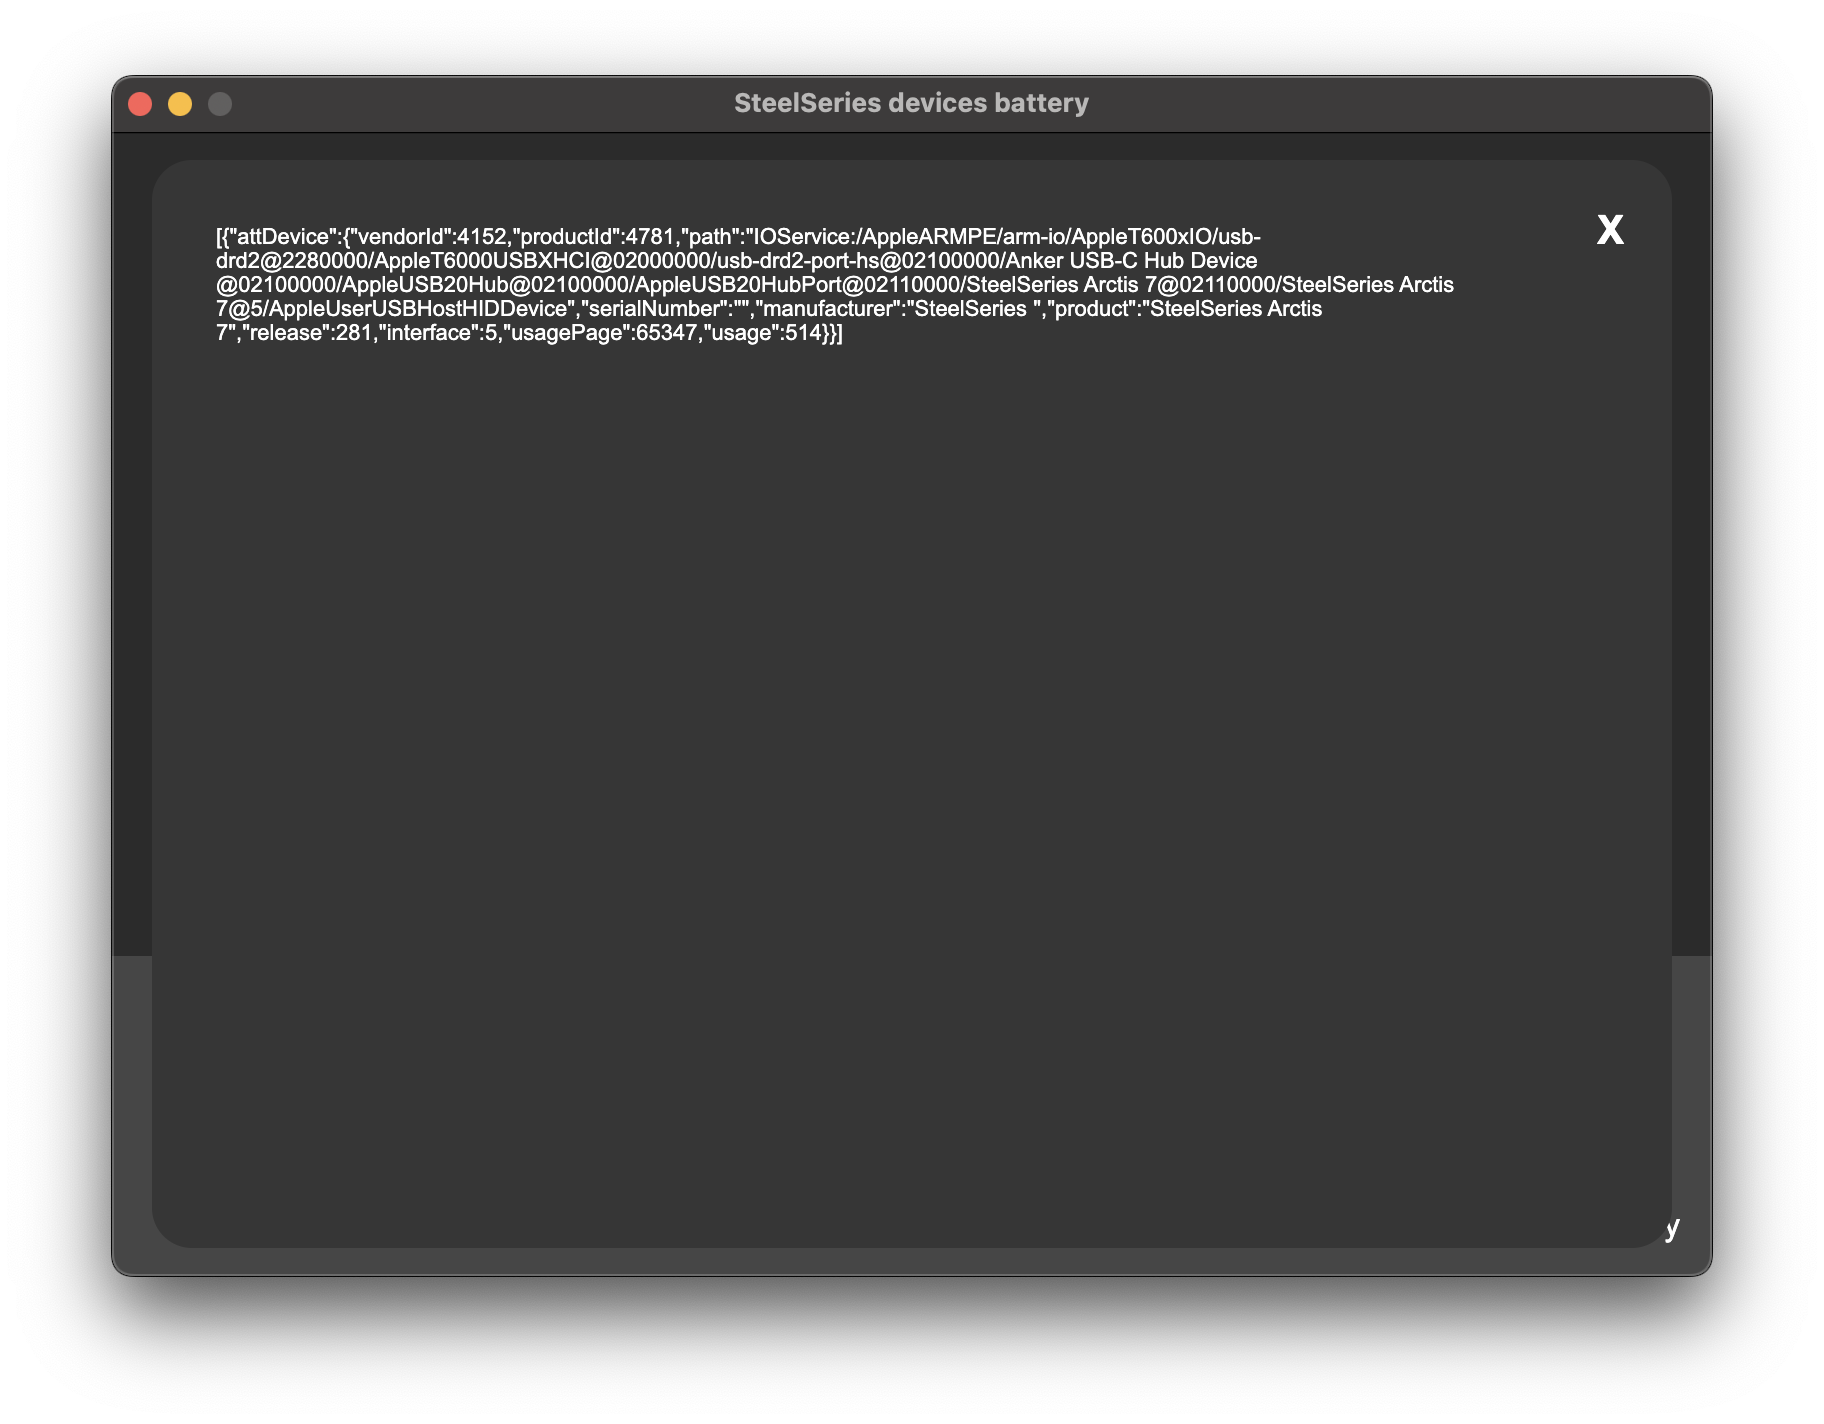 SteelSeries devices battery
X
[{"attDevice":{"vendorId":4152,"productId":4781,"path":"IOService:/AppleARMPE/arm-io/AppleT600xIO/usb-
drd2@2280000/AppleT6000USBXHCI@02000000/usb-drd2-port-hs@02100000/Anker USB-C Hub Device
@02100000/AppleUSB20Hub@02100000/AppleUSB20HubPort@02110000/SteelSeries Arctis 7@02110000/SteelSeries Arctis
7@5/AppleUserUSBHostHIDDevice","serialNumber":"","manufacturer":"SteelSeries ","product":"SteelSeries Arctis
7","release":281,"interface":5,"usagePage":65347,"usage":514}}]
y